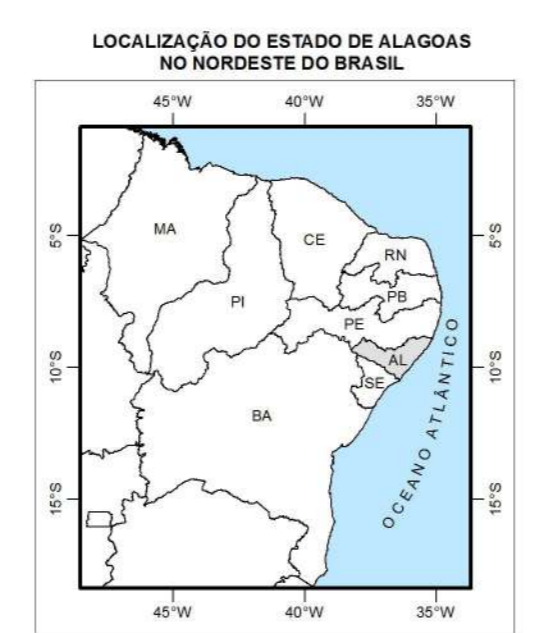 LOCALIZAÇÃO DO ESTADO DE ALAGOAS
NO NORDESTE DO BRASIL
45°W 40°W 35°W
5°S 5°S
MA
CE
RN
PB
PI
PE
AL
10°S 10°S
SE
BA
OCEANO ATLÂNTICO
15°S 15°S
45°W 40°W 35°W